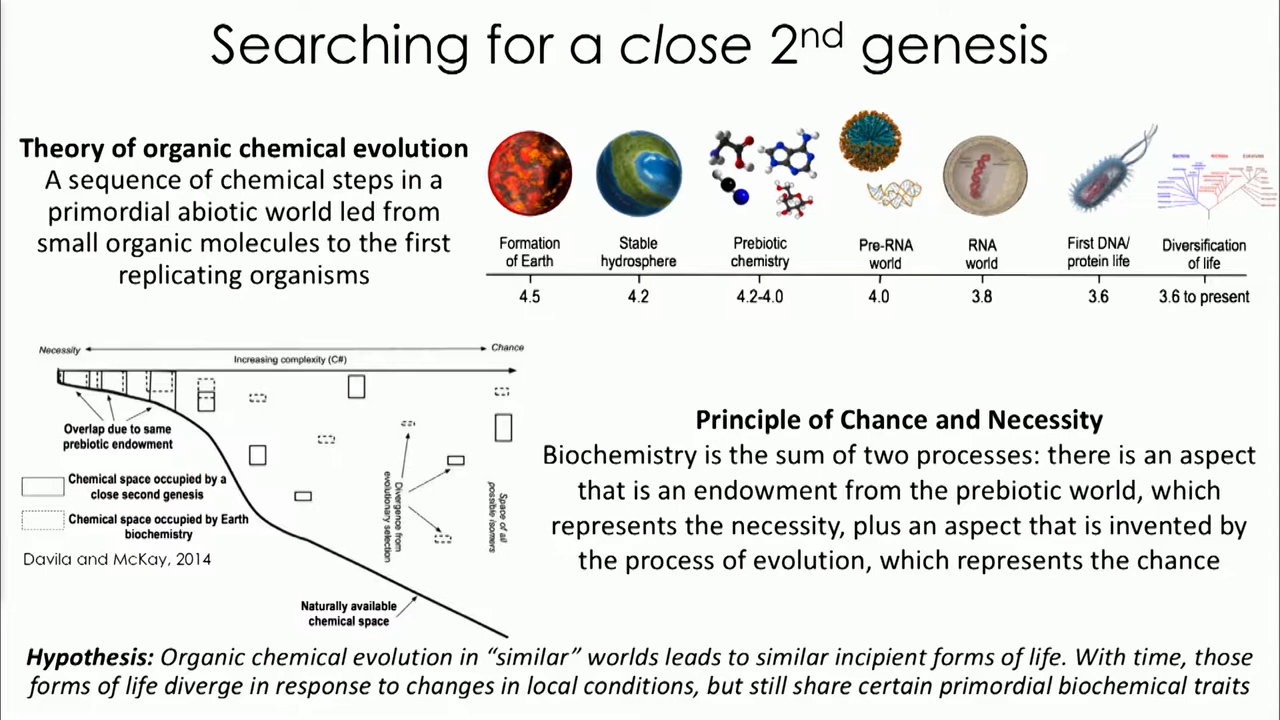 Searching for a close 2nd genesis
Theory of organic chemical evolution
A sequence of chemical steps in a
primordial abiotic world led from
small organic molecules to the first
replicating organisms
Formation
of Earth
Stable
hydrosphere
Prebiotic
chemistry
Pre-RNA
world
RNA
world
First DNA/
protein life
Diversification
of life
4.5
4.2
4.2-4.0
4.0
3.8
3.6
3.6 to present
Necessity
Chance
Increasing complexity (C#)
Overlap due to same
prebiotic endowment
Chemical space occupied by a
close second genesis
Chemical space occupied by Earth
biochemistry
Divergence from
evolutionary selection
Space of all
possible isomers
Naturally available
chemical space
Davila and McKay, 2014
Principle of Chance and Necessity
Biochemistry is the sum of two processes: there is an aspect
that is an endowment from the prebiotic world, which
represents the necessity, plus an aspect that is invented by
the process of evolution, which represents the chance
Hypothesis: Organic chemical evolution in “similar” worlds leads to similar incipient forms of life. With time, those
forms of life diverge in response to changes in local conditions, but still share certain primordial biochemical traits